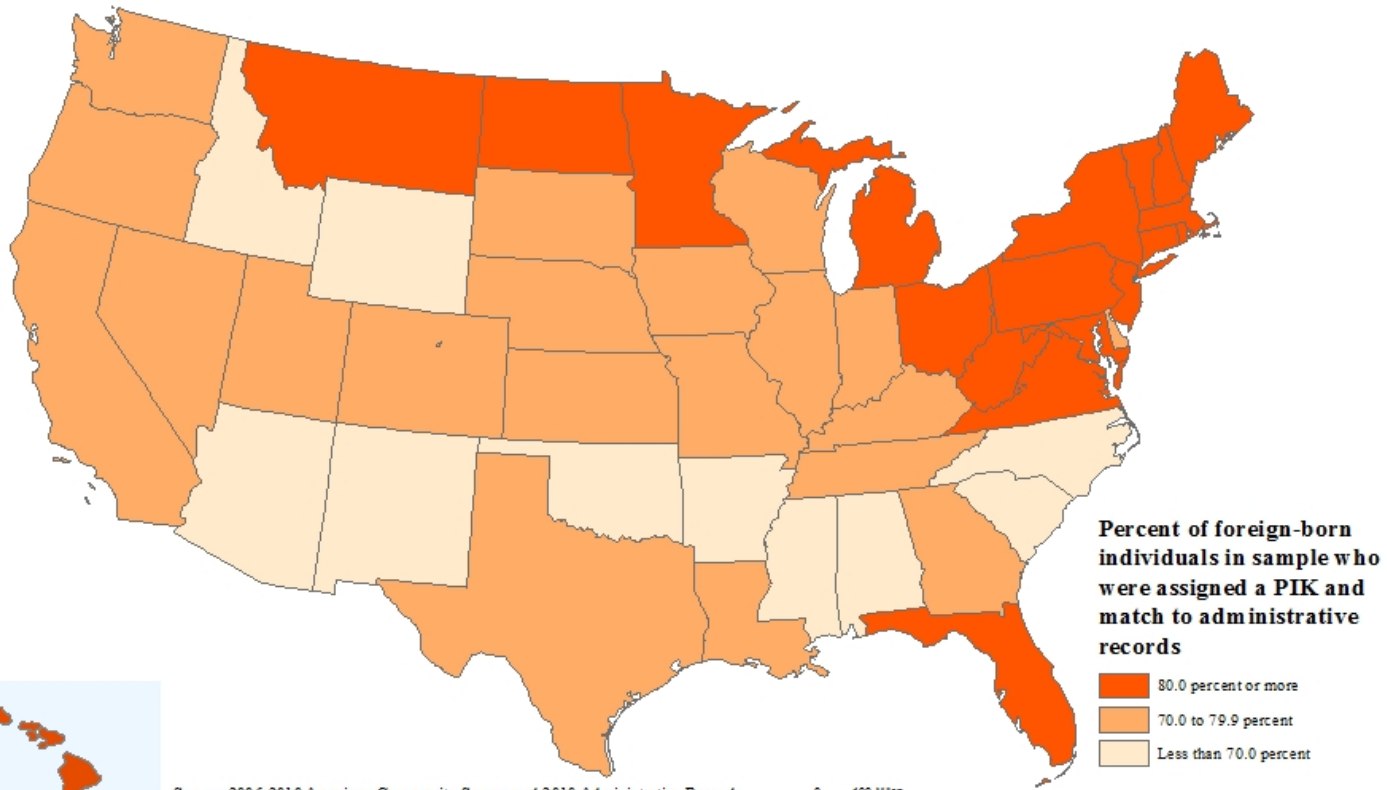 Percent of foreign-born
individuals in sample who
were assigned a PIK and
match to administrative
records
80.0 percent or more
70.0 to 79.9 percent
Less than 70.0 percent